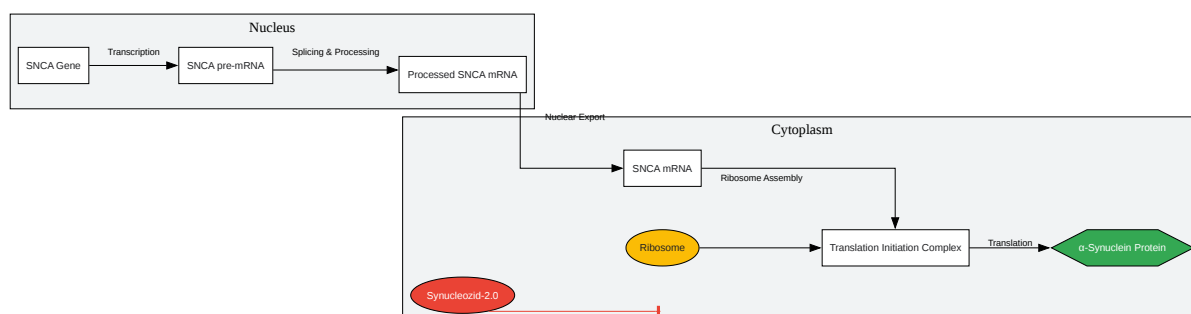 Nucleus
Transcription
Splicing & Processing
SNCA Gene
SNCA pre-mRNA
Processed SNCA mRNA
Nuclear Export
Cytoplasm
SNCA mRNA
Ribosome Assembly
Ribosome
Translation Initiation Complex
Translation
α-Synuclein Protein
Synucleozid-2.0